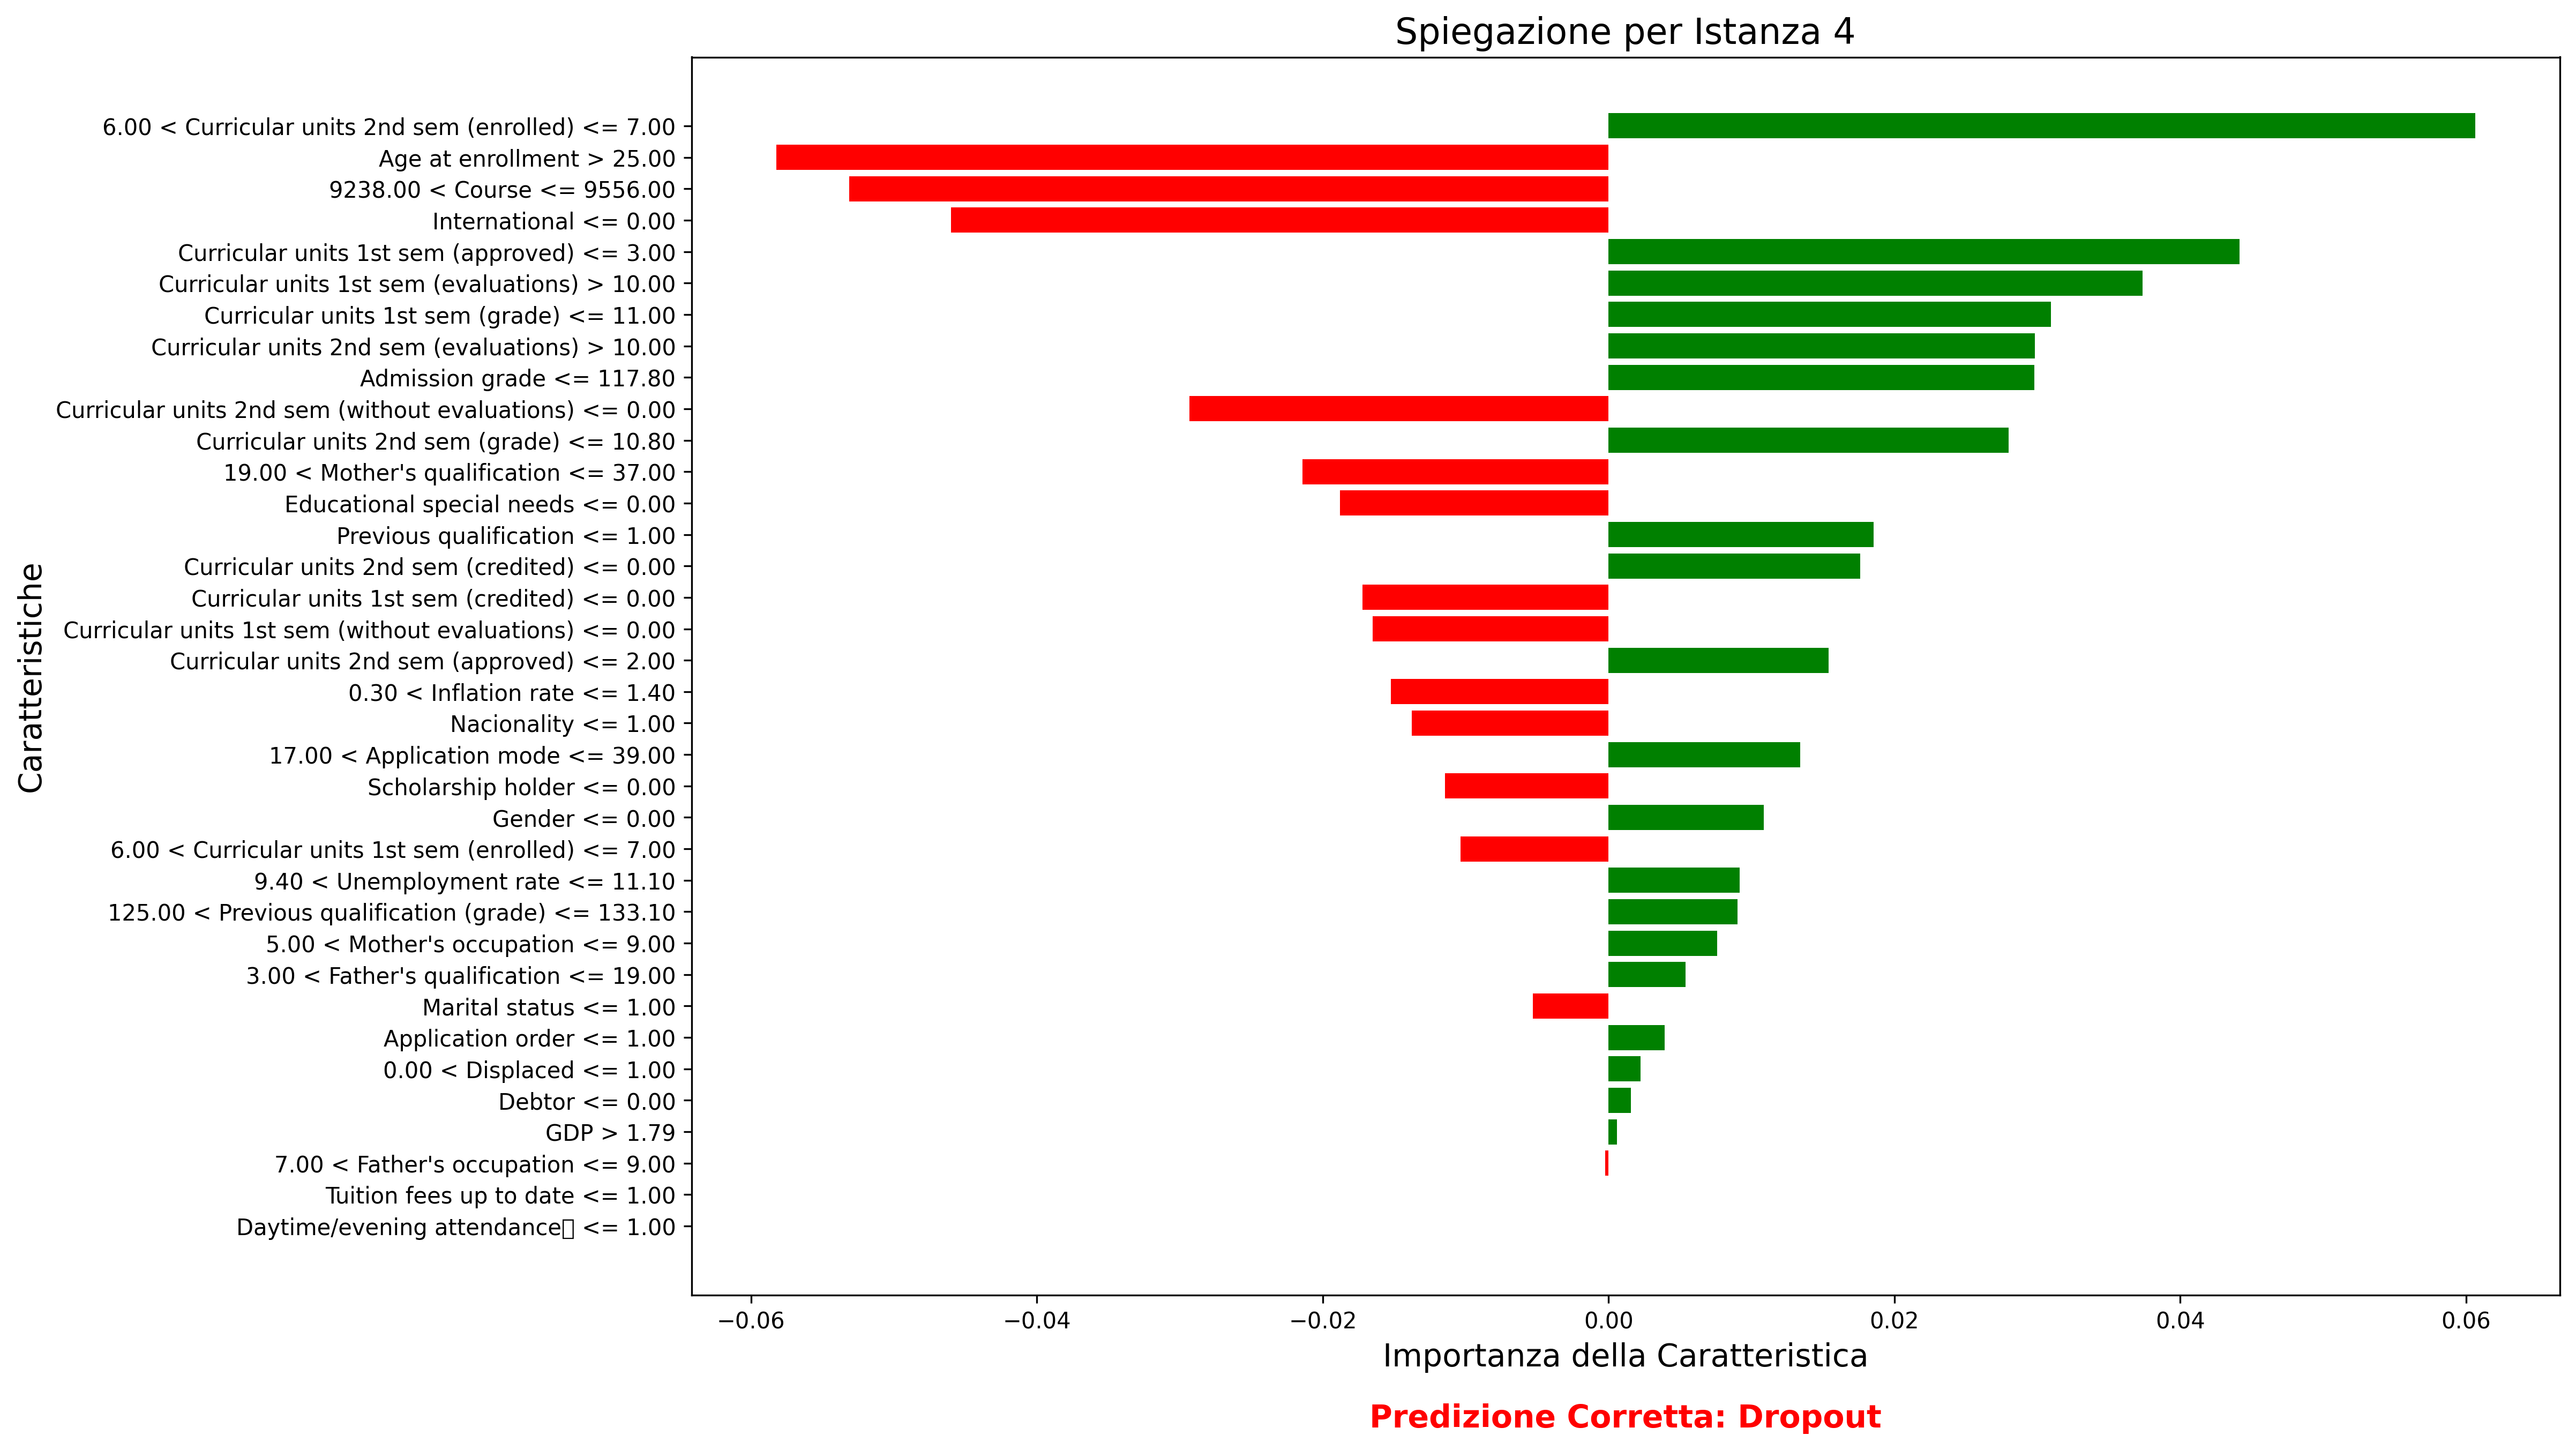 Spiegazione per Istanza 4
6.00 < Curricular units 2nd sem (enrolled) <= 7.00
Age at enrollment > 25.00
9238.00 < Course <= 9556.00
International <= 0.00
Curricular units 1st sem (approved) <= 3.00
Curricular units 1st sem (evaluations) > 10.00
Curricular units 1st sem (grade) <= 11.00
Curricular units 2nd sem (evaluations) > 10.00
Admission grade <= 117.80
Curricular units 2nd sem (without evaluations) <= 0.00
Curricular units 2nd sem (grade) <= 10.80
19.00 < Mother's qualification <= 37.00
Educational special needs <= 0.00
Previous qualification <= 1.00
Curricular units 2nd sem (credited) <= 0.00
Curricular units 1st sem (credited) <= 0.00
Curricular units 1st sem (without evaluations) <= 0.00
Curricular units 2nd sem (approved) <= 2.00
0.30 < Inflation rate <= 1.40
Nacionality <= 1.00
17.00 < Application mode <= 39.00
Scholarship holder <= 0.00
Gender <= 0.00
6.00 < Curricular units 1st sem (enrolled) <= 7.00
9.40 < Unemployment rate <= 11.10
125.00 < Previous qualification (grade) <= 133.10
5.00 < Mother's occupation <= 9.00
3.00 < Father's qualification <= 19.00
Marital status <= 1.00
Application order <= 1.00
0.00 < Displaced <= 1.00
Debtor <= 0.00
GDP > 1.79
7.00 < Father's occupation <= 9.00
Tuition fees up to date <= 1.00
Daytime/evening attendance▯ <= 1.00
Caratteristiche
−0.06 −0.04 −0.02 0.00 0.02 0.04 0.06
Importanza della Caratteristica
Predizione Corretta: Dropout